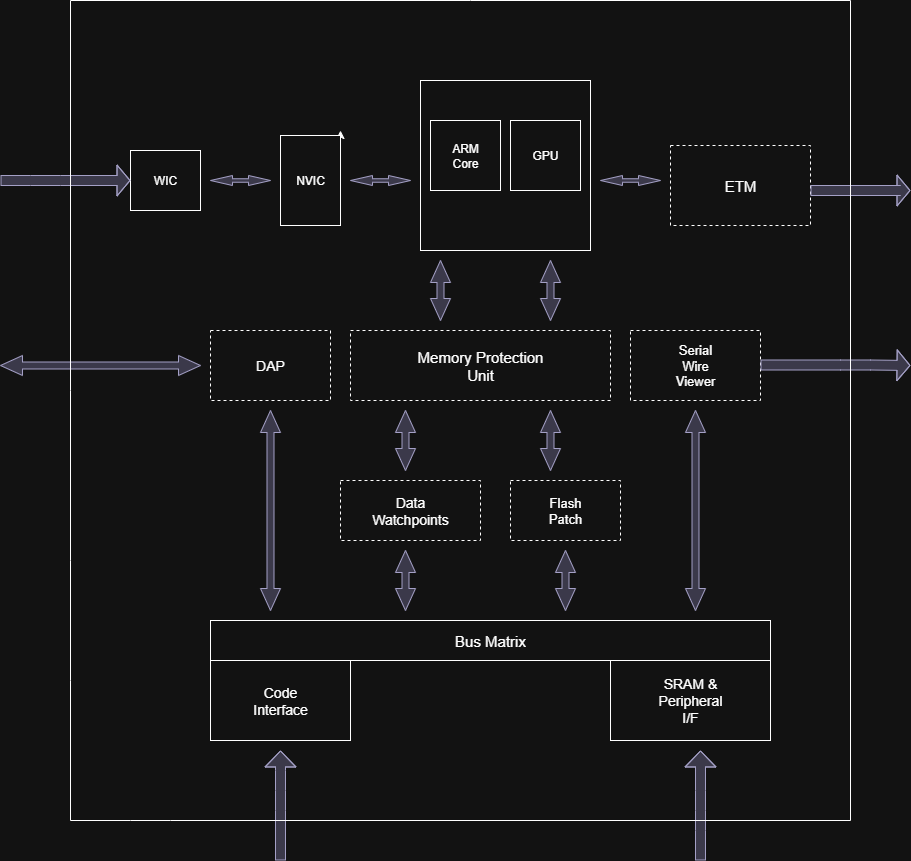 WIC
NVIC
ARM
Core
GPU
ETM
DAP
Memory Protection
Unit
Serial
Wire
Viewer
Data
Watchpoints
Flash
Patch
Bus Matrix
Code
Interface
SRAM &
Peripheral
I/F